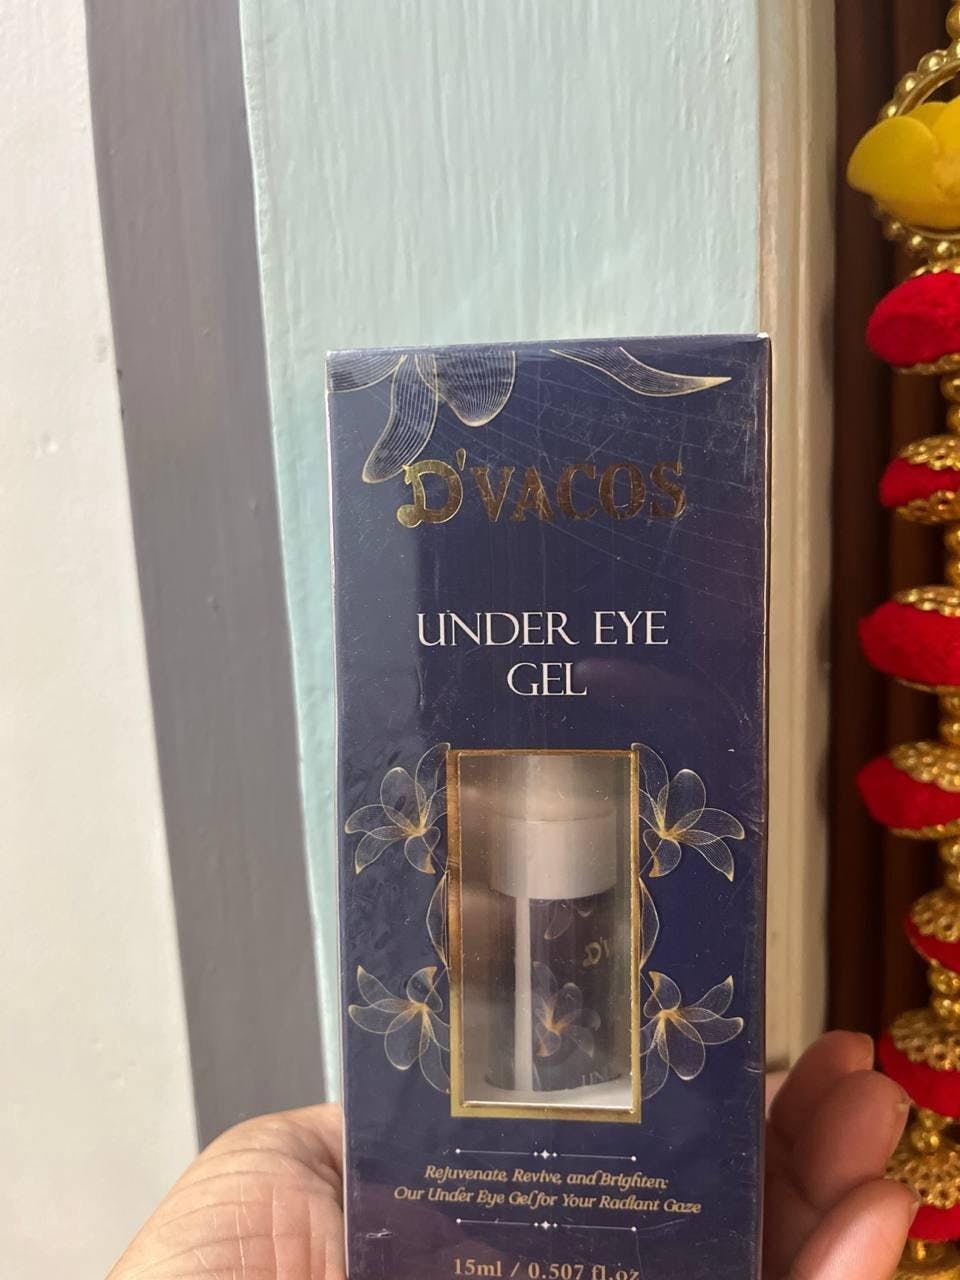 D'VACOS
UNDER EYE
GEL
D'V
UN
Rejuvenate, Revive, and Brighten:
Our Under Eye Gel for Your Radiant Gaze
15ml / 0.507 fl.oz